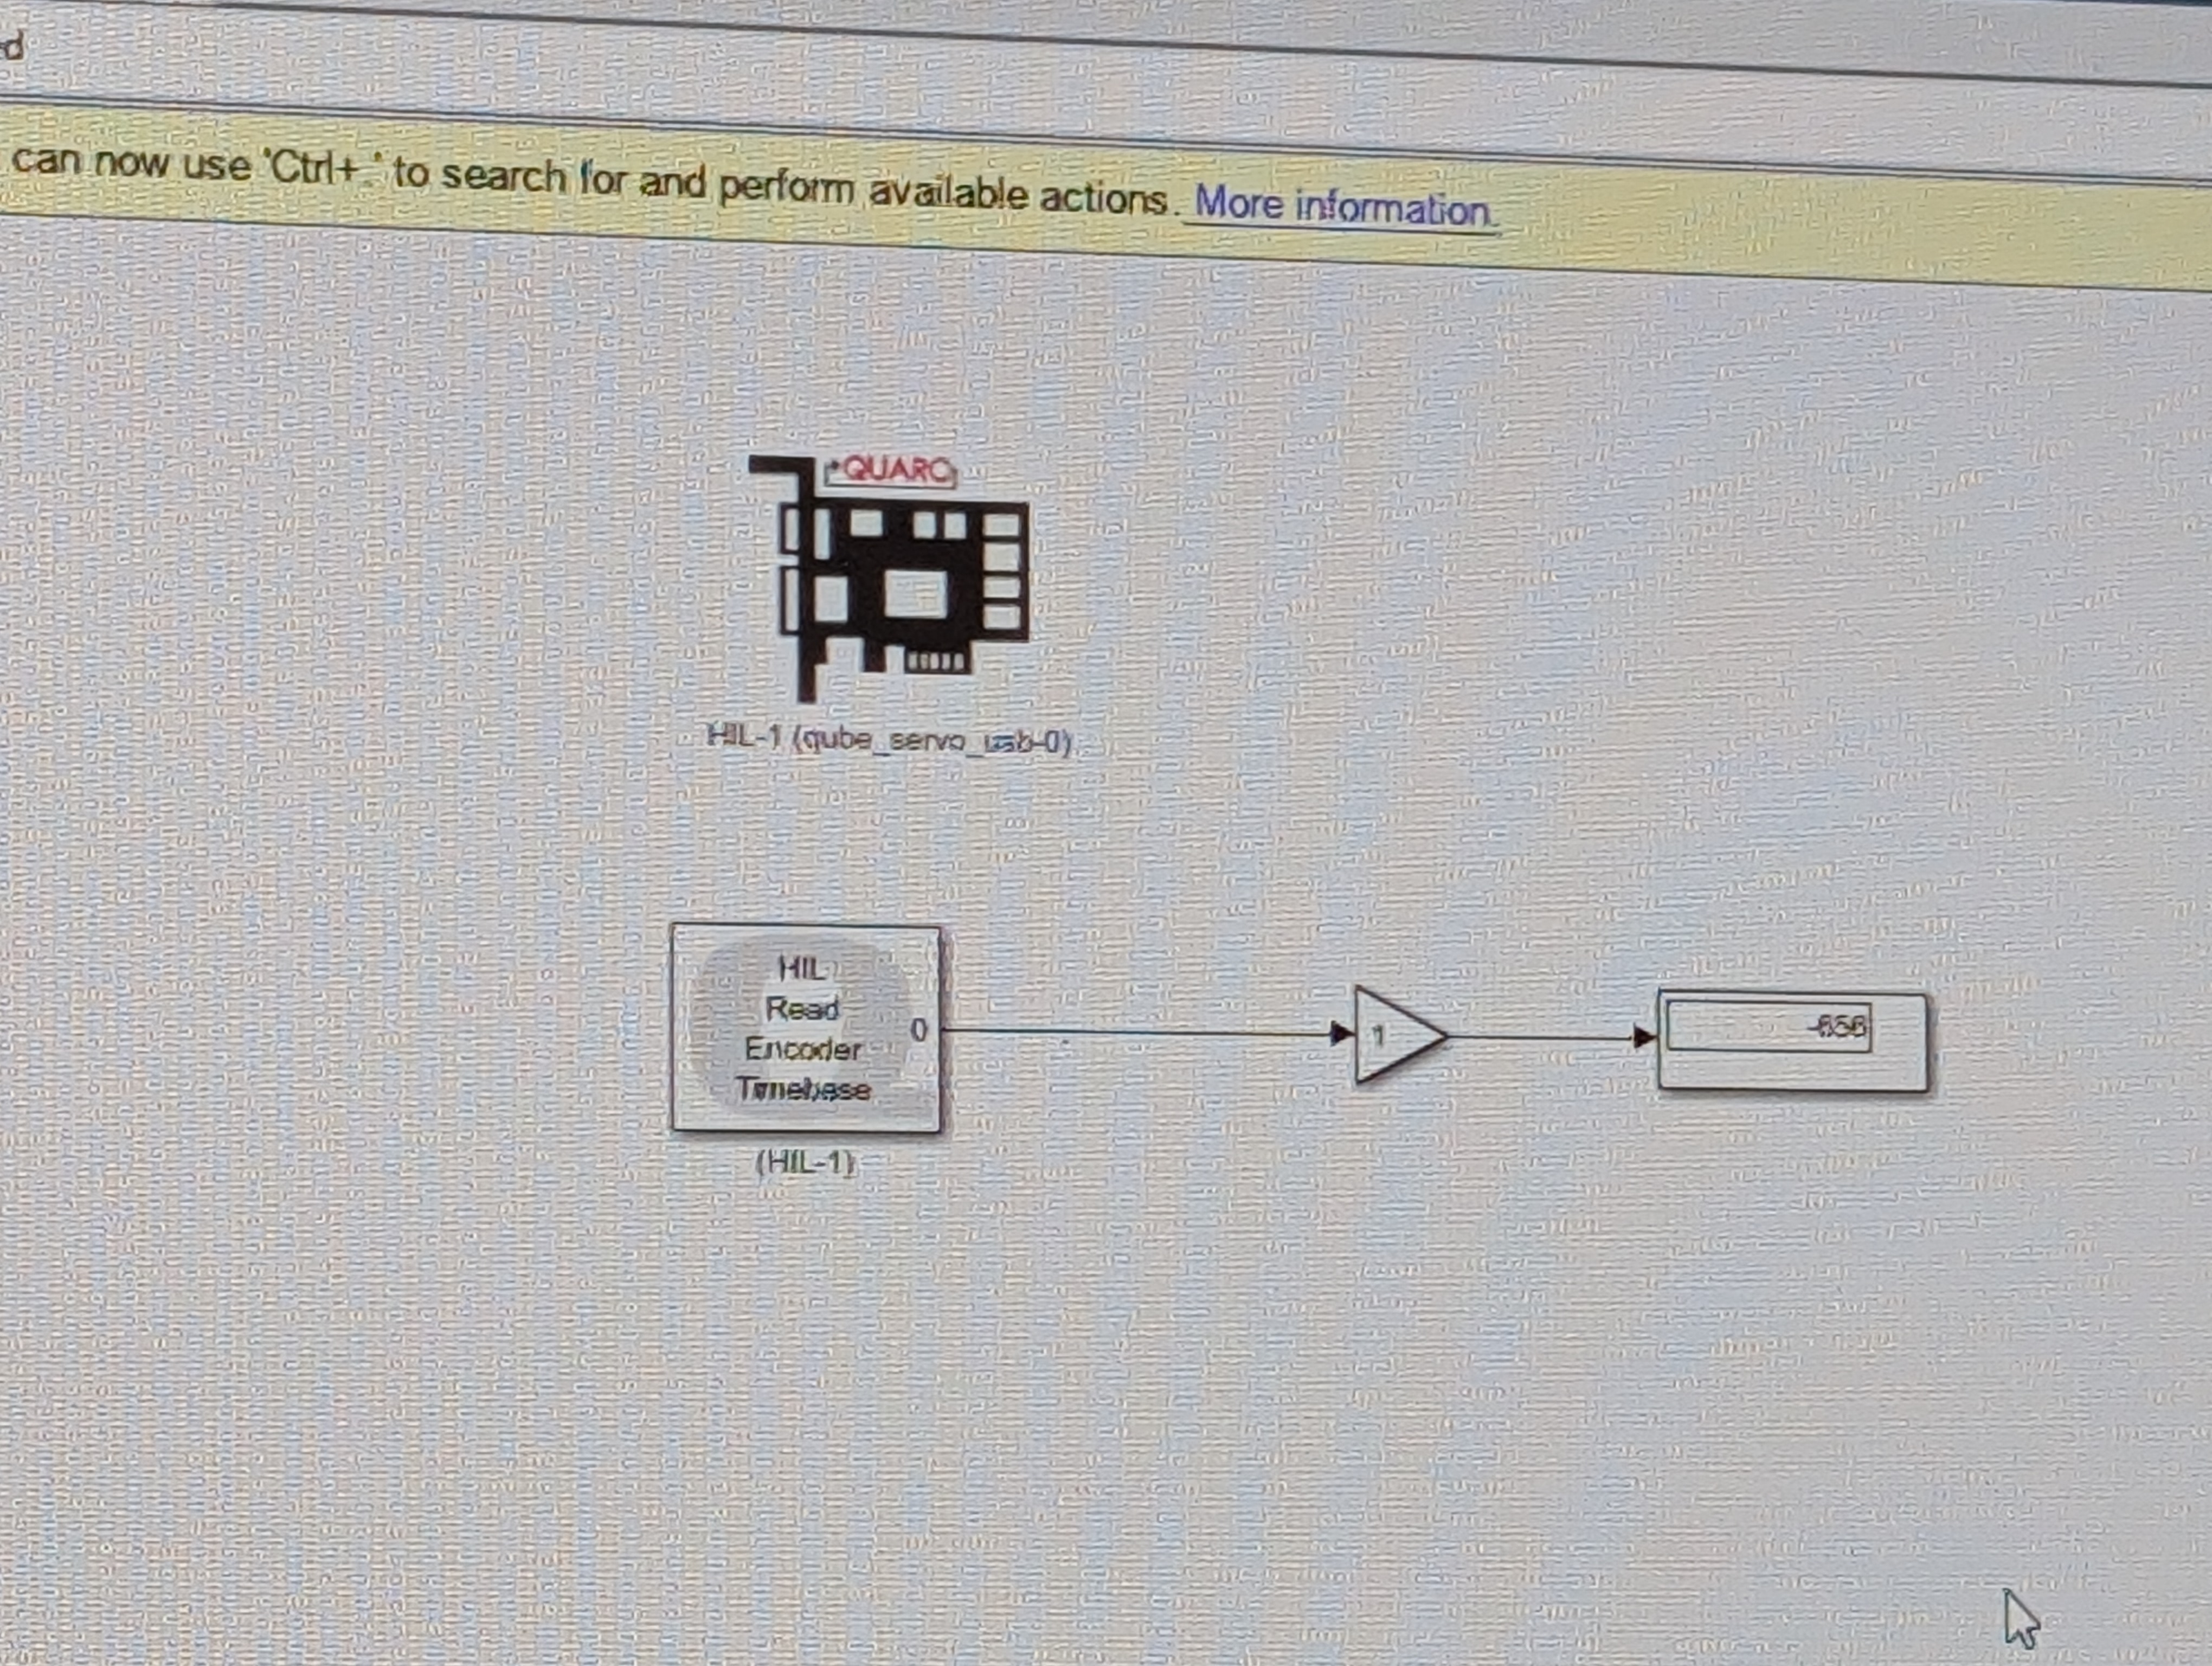 can now use 'Ctrl+.' to search for and perform available actions. More information.
QUARC
HIL-1 (qube_servo_usb-0)
HIL
Read
Encoder
Timebase
0
1
(HIL-1)